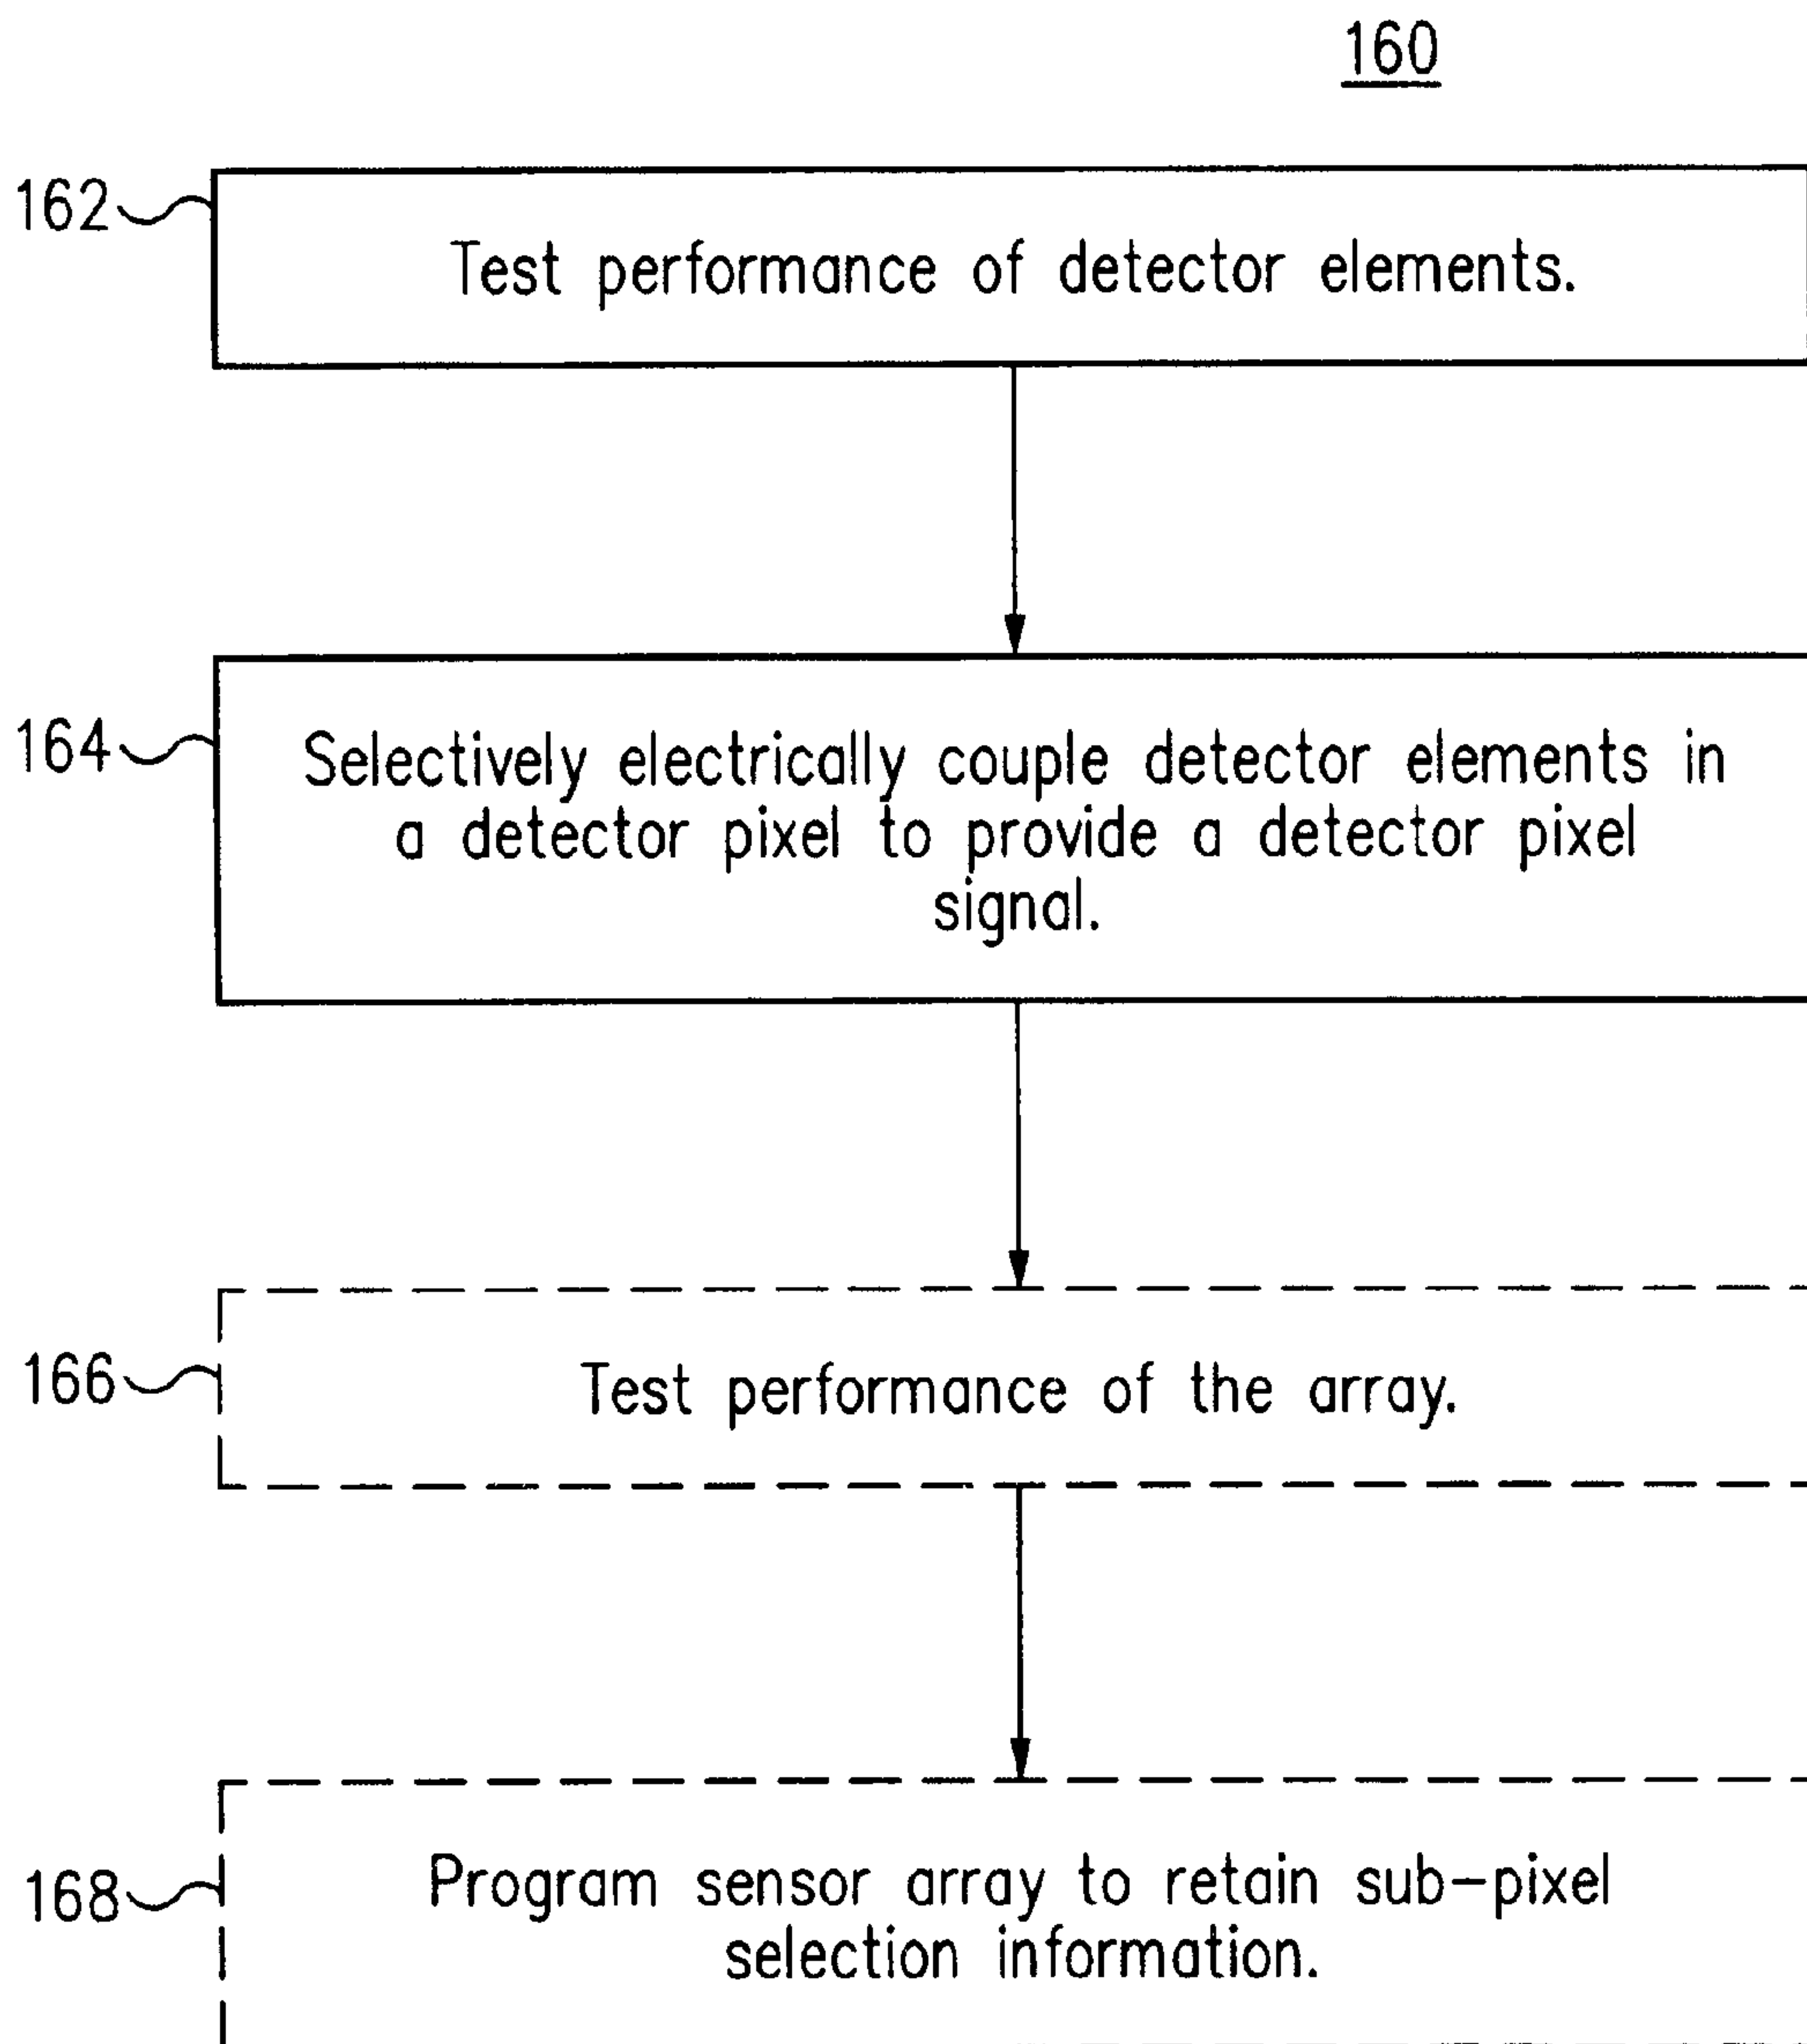 160
162
Test performance of detector elements.
164
Selectively electrically couple detector elements in
a detector pixel to provide a detector pixel
signal.
166
Test performance of the array.
168
Program sensor array to retain sub-pixel
selection information.